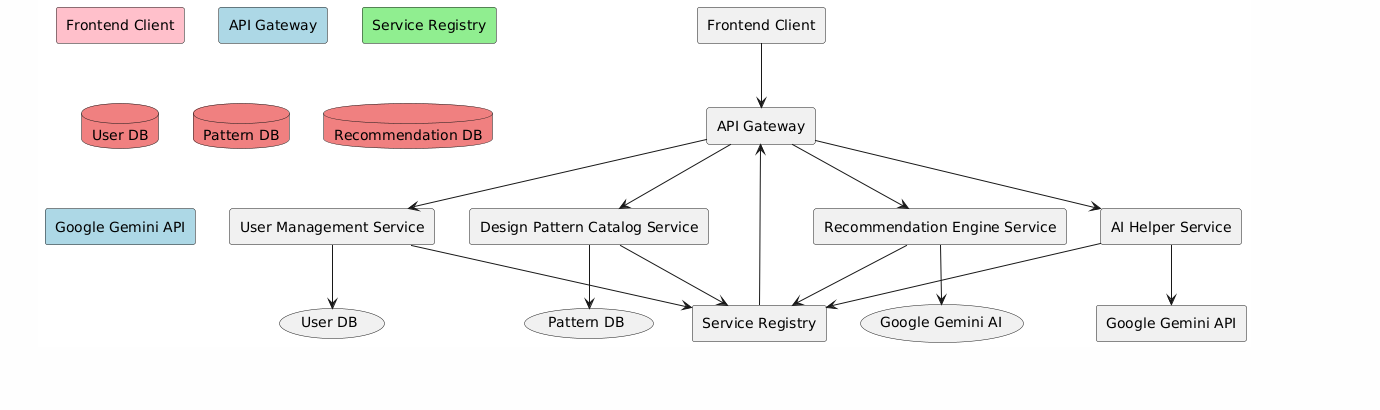 Frontend Client
API Gateway
Service Registry
Frontend Client
User DB
Pattern DB
Recommendation DB
API Gateway
Google Gemini API
User Management Service
Design Pattern Catalog Service
Recommendation Engine Service
AI Helper Service
User DB
Pattern DB
Service Registry
Google Gemini AI
Google Gemini API